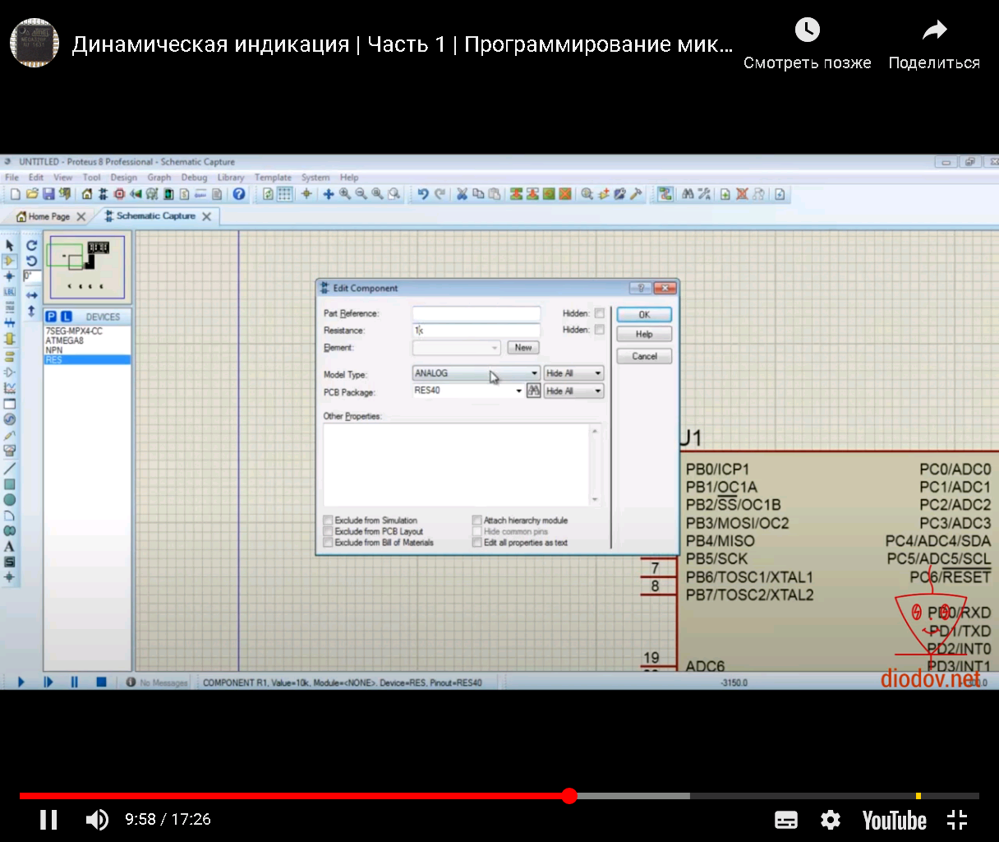 Динамическая индикация | Часть 1 | Программирование мик...
Смотреть позже
Поделиться
UNTITLED - Proteus 8 Professional - Schematic Capture
File Edit View Tool Design Graph Debug Library Template System Help
Home Page
Schematic Capture
0°
P L DEVICES
7SEG-MPX4-CC
ATMEGA8
NPN
RES
LBL
Edit Component
Part Reference:
Hidden:
OK
Resistance:
1k
Hidden:
Help
Element:
New
Cancel
Model Type:
ANALOG
Hide All
PCB Package:
RES40
Hide All
Other Properties:
Exclude from Simulation
Attach hierarchy module
Exclude from PCB Layout
Hide common pins
Exclude from Bill of Materials
Edit all properties as text
U1
PB0/ICP1 PC0/ADC0
PB1/OC1A PC1/ADC1
PB2/SS/OC1B PC2/ADC2
PB3/MOSI/OC2 PC3/ADC3
PB4/MISO PC4/ADC4/SDA
PB5/SCK PC5/ADC5/SCL
7 PB6/TOSC1/XTAL1 PC6/RESET
8 PB7/TOSC2/XTAL2
PD0/RXD
PD1/TXD
PD2/INT0
19 ADC6 PD3/INT1
diodov.net
No Messages
COMPONENT R1, Value=10k, Module=<NONE>, Device=RES, Pinout=RES40
-3150.0
9:58 / 17:26
YouTube